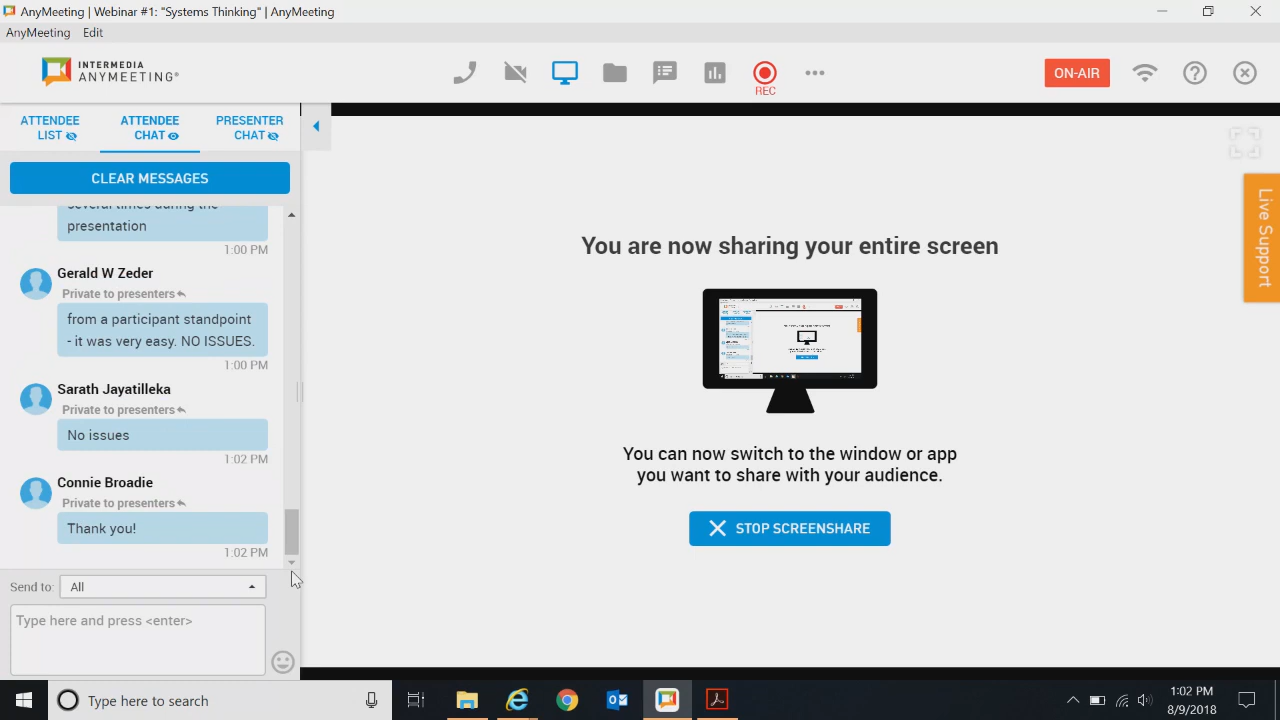 AnyMeeting | Webinar #1: "Systems Thinking" | AnyMeeting
AnyMeeting Edit
INTERMEDIA
ANYMEETING®
REC
ON-AIR
ATTENDEE
LIST
ATTENDEE
CHAT
PRESENTER
CHAT
CLEAR MESSAGES
several times during the
presentation
1:00 PM
Gerald W Zeder
Private to presenters
from a participant standpoint
- it was very easy. NO ISSUES.
1:00 PM
Sarath Jayatilleka
Private to presenters
No issues
1:02 PM
Connie Broadie
Private to presenters
Thank you!
1:02 PM
Send to: All
Type here and press <enter>
You are now sharing your entire screen
You can now switch to the window or app
you want to share with your audience.
STOP SCREENSHARE
Live Support
Type here to search
1:02 PM
8/9/2018